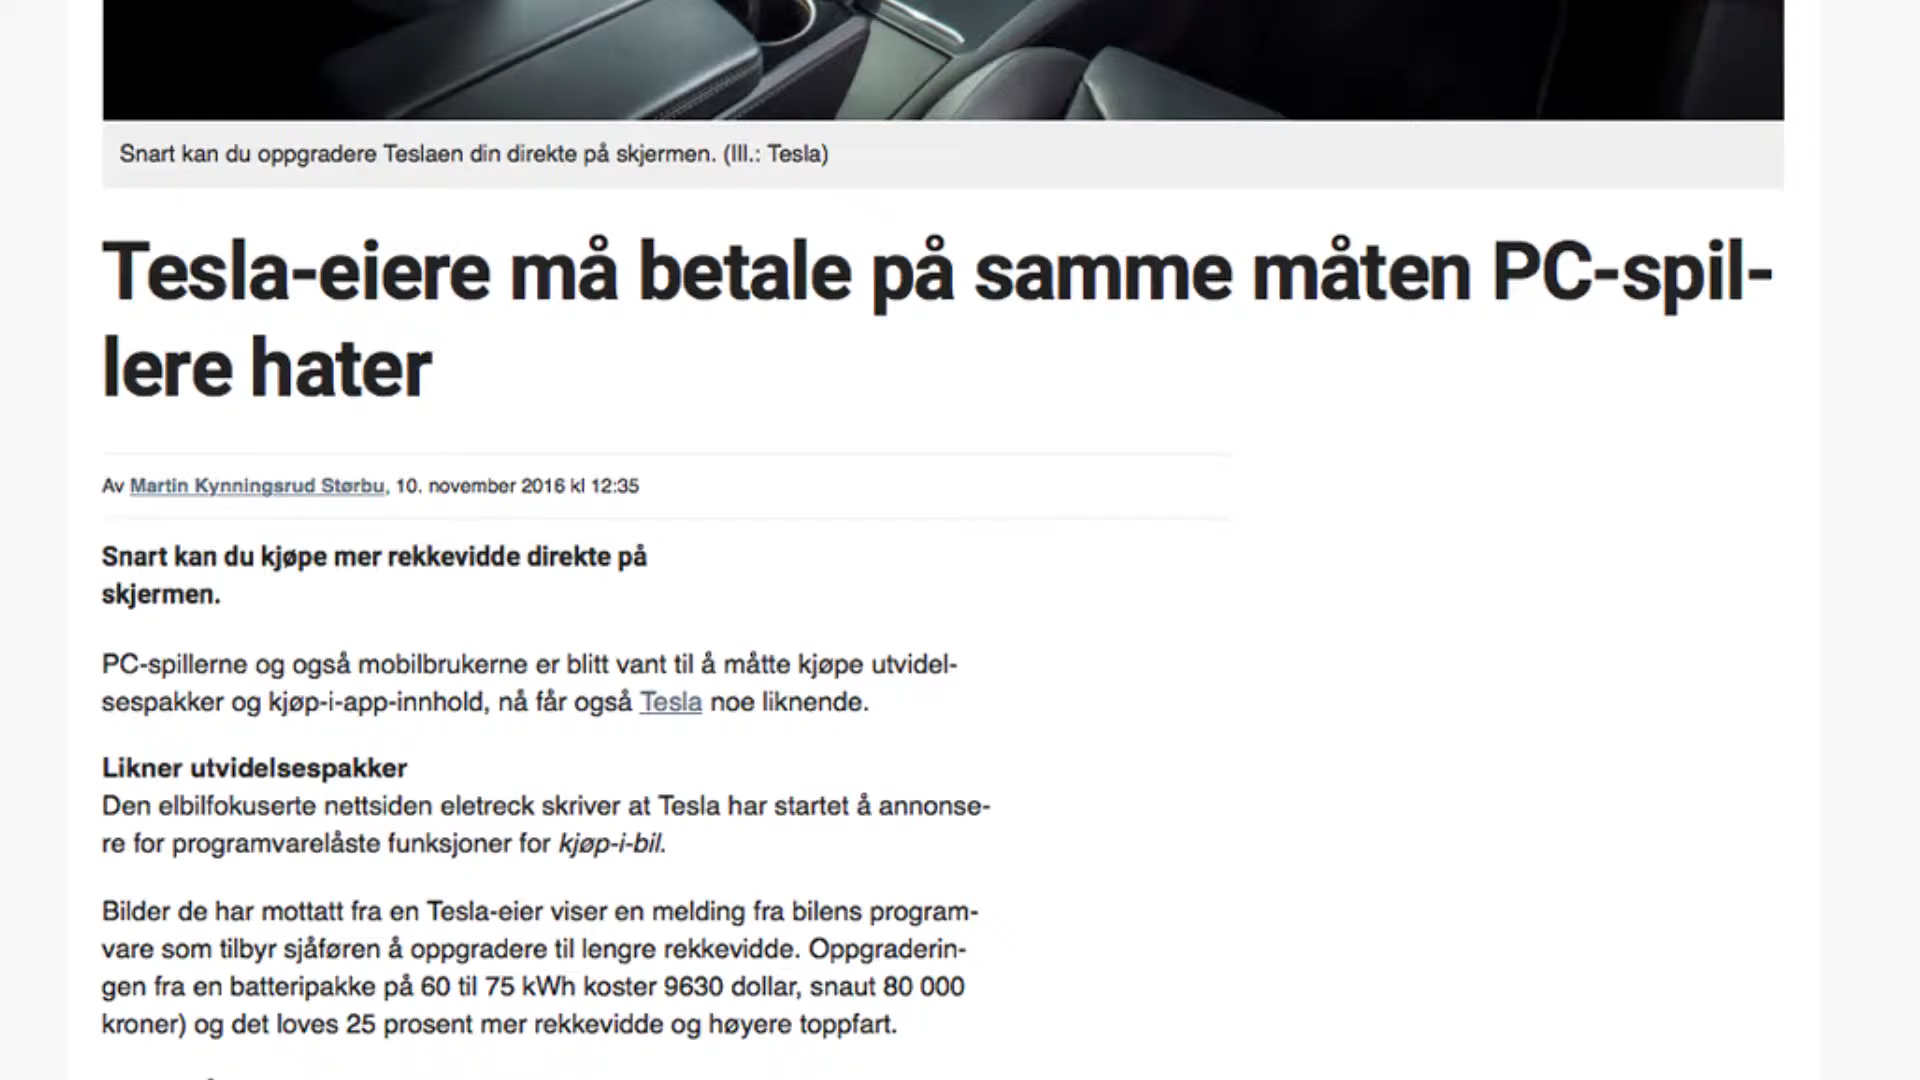 Snart kan du oppgradere Teslaen din direkte på skjermen. (Ill.: Tesla)
Tesla-eiere må betale på samme måten PC-spil-
lere hater
Av Martin Kynningsrud Størbu, 10. november 2016 kl 12:35
Snart kan du kjøpe mer rekkevidde direkte på
skjermen.
PC-spillerne og også mobilbrukerne er blitt vant til å måtte kjøpe utvidel-
sespakker og kjøp-i-app-innhold, nå får også Tesla noe liknende.
Likner utvidelsespakker
Den elbilfokuserte nettsiden eletreck skriver at Tesla har startet å annonse-
re for programvarelåste funksjoner for kjøp-i-bil.
Bilder de har mottatt fra en Tesla-eier viser en melding fra bilens program-
vare som tilbyr sjåføren å oppgradere til lengre rekkevidde. Oppgraderin-
gen fra en batteripakke på 60 til 75 kWh koster 9630 dollar, snaut 80 000
kroner) og det loves 25 prosent mer rekkevidde og høyere toppfart.